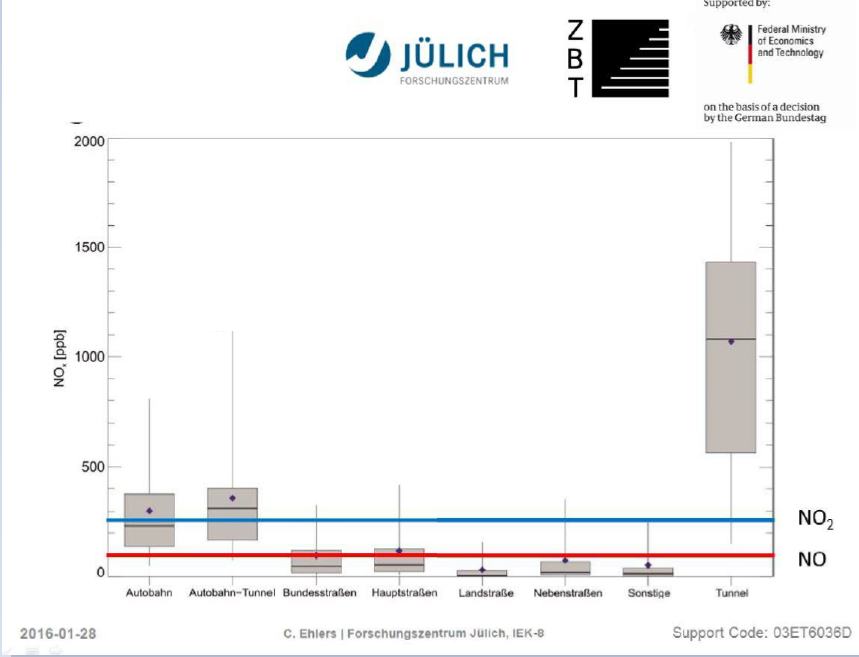 Supported by:
JÜLICH
FORSCHUNGSZENTRUM
Z
B
T
Federal Ministry
of Economics
and Technology
on the basis of a decision
by the German Bundestag
2000
1500
1000
500
0
NOx [ppb]
NO2
NO
Autobahn Autobahn-Tunnel Bundesstraßen Hauptstraßen Landstraße Nebenstraßen Sonstige Tunnel
2016-01-28 C. Ehlers | Forschungszentrum Jülich, IEK-8 Support Code: 03ET6036D